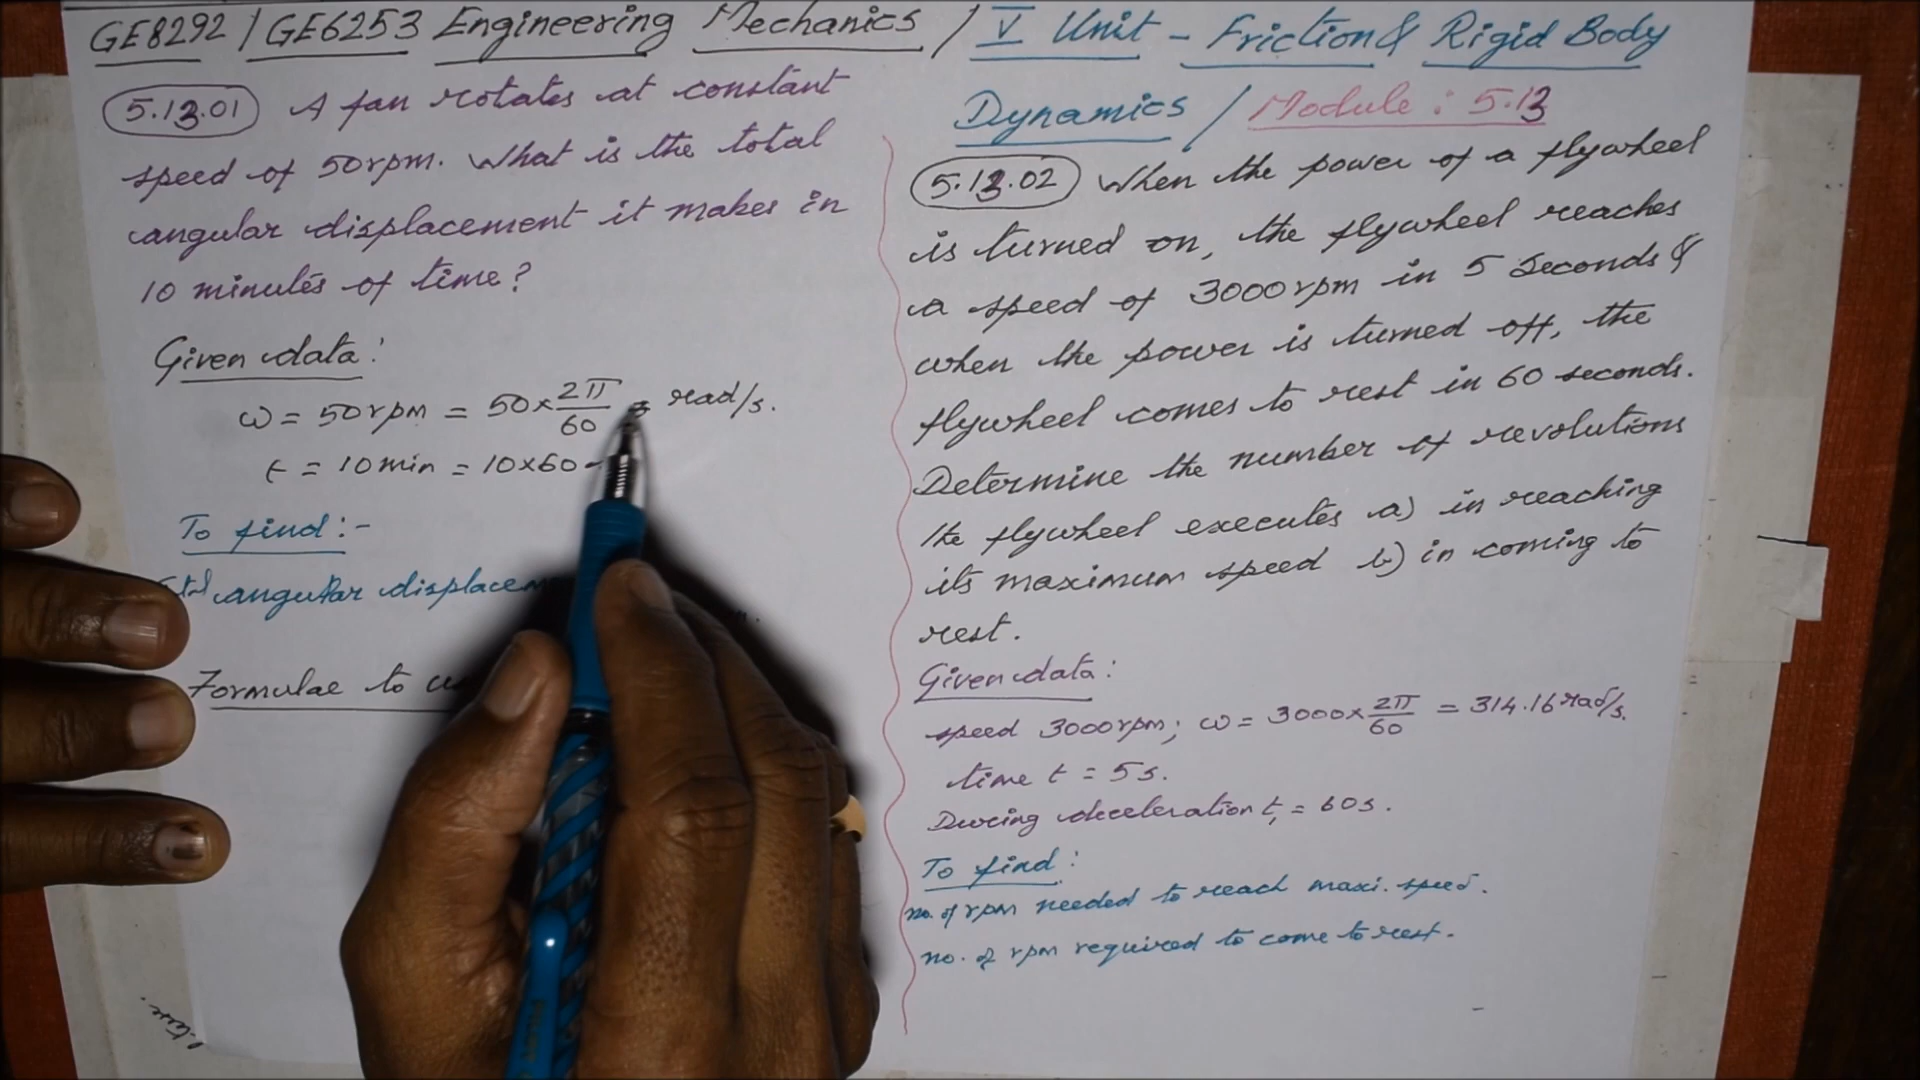 GE8292 / GE6253 Engineering Mechanics / V Unit - Friction & Rigid Body
Dynamics / Module : 5.13
5.13.01 A fan rotates at constant
speed of 50rpm. What is the total
angular displacement it makes in
10 minutes of time?
Given data:
ω = 50rpm = 50×2π/60 = rad/s.
t = 10min = 10×60
To find:-
angular displacem
Formulae to u
5.13.02 When the power of a flywheel
is turned on, the flywheel reaches
a speed of 3000rpm in 5 seconds &
when the power is turned off, the
flywheel comes to rest in 60 seconds.
Determine the number of revolutions
the flywheel executes a) in reaching
its maximum speed b) in coming to
rest.
Given data:
speed 3000rpm; ω = 3000×2π/60 = 314.16 rad/s.
time t = 5s.
During deceleration t₁ = 60s.
To find:
no. of rpm needed to reach maxi. speed.
no. of rpm required to come to rest.